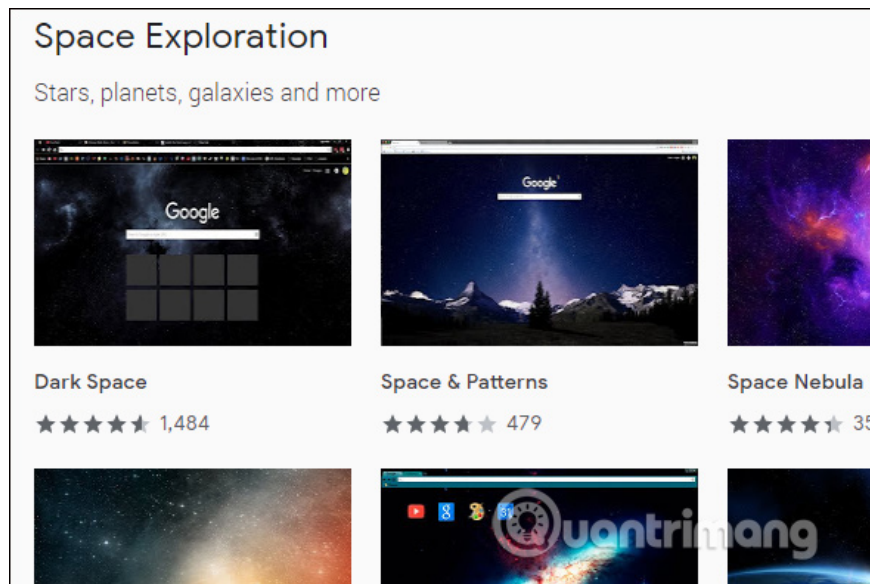 Space Exploration
Stars, planets, galaxies and more
Google
Google
Dark Space
Space & Patterns
Space Nebula
1,484
479
35
uantrimang